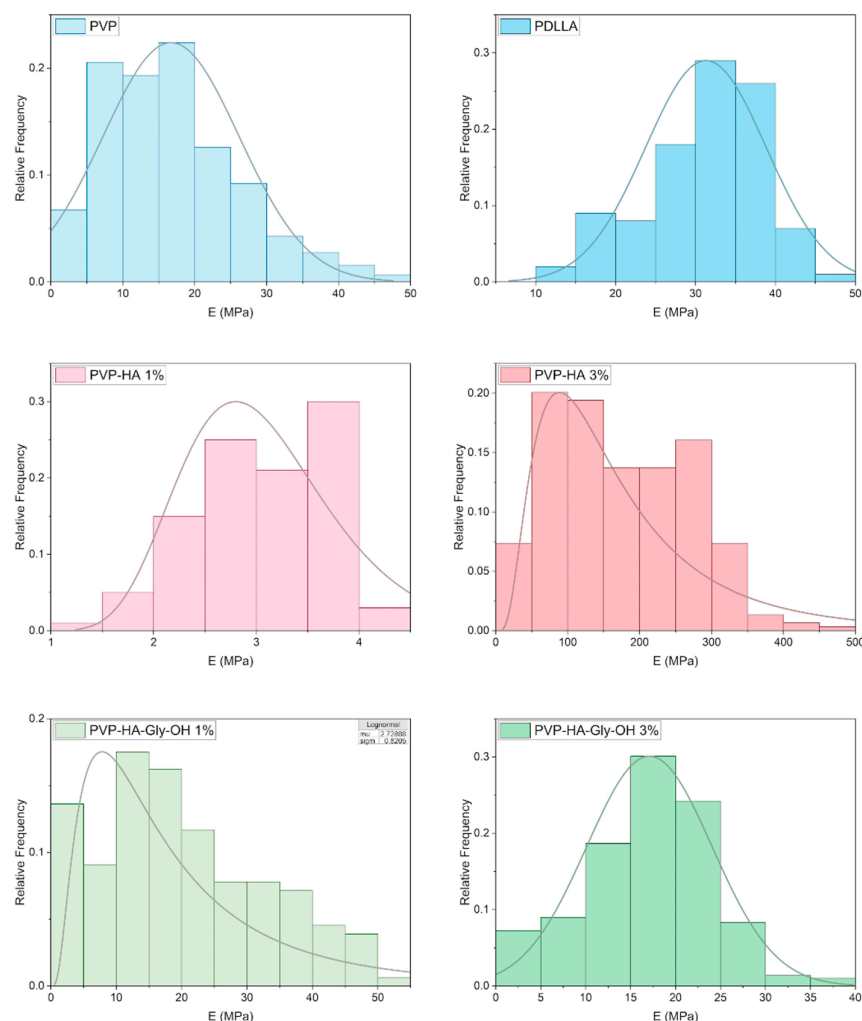 PVP
0.2
0.1
0.0
Relative Frequency
0 10 20 30 40 50
E (MPa)
PDLLA
0.3
0.2
0.1
0.0
Relative Frequency
10 20 30 40 50
E (MPa)
PVP-HA 1%
0.3
0.2
0.1
0.0
Relative Frequency
1 2 3 4
E (MPa)
PVP-HA 3%
0.20
0.15
0.10
0.05
0.00
Relative Frequency
0 100 200 300 400 500
E (MPa)
PVP-HA-Gly-OH 1%
Lognormal
mu 2.72886
sigm 0.8205
0.2
0.1
0.0
Relative Frequency
0 10 20 30 40 50
E (MPa)
PVP-HA-Gly-OH 3%
0.3
0.2
0.1
0.0
Relative Frequency
0 5 10 15 20 25 30 35 40
E (MPa)